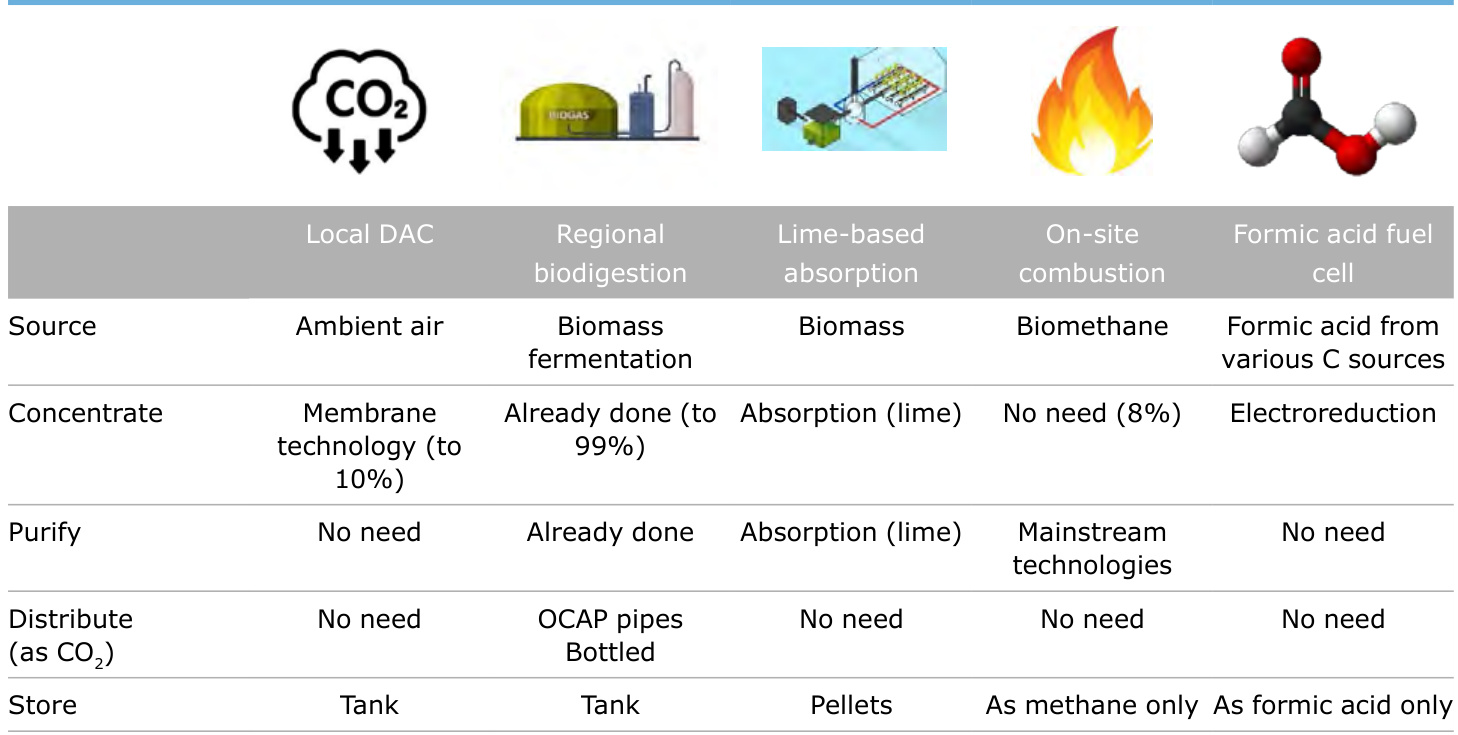 CO₂
BIOGAS
Local DAC
Regional
biodigestion
Lime-based
absorption
On-site
combustion
Formic acid fuel
cell
Source
Ambient air
Biomass
fermentation
Biomass
Biomethane
Formic acid from
various C sources
Concentrate
Membrane
technology (to
10%)
Already done (to
99%)
Absorption (lime)
No need (8%)
Electroreduction
Purify
No need
Already done
Absorption (lime)
Mainstream
technologies
No need
Distribute
(as CO₂)
No need
OCAP pipes
Bottled
No need
No need
No need
Store
Tank
Tank
Pellets
As methane only
As formic acid only